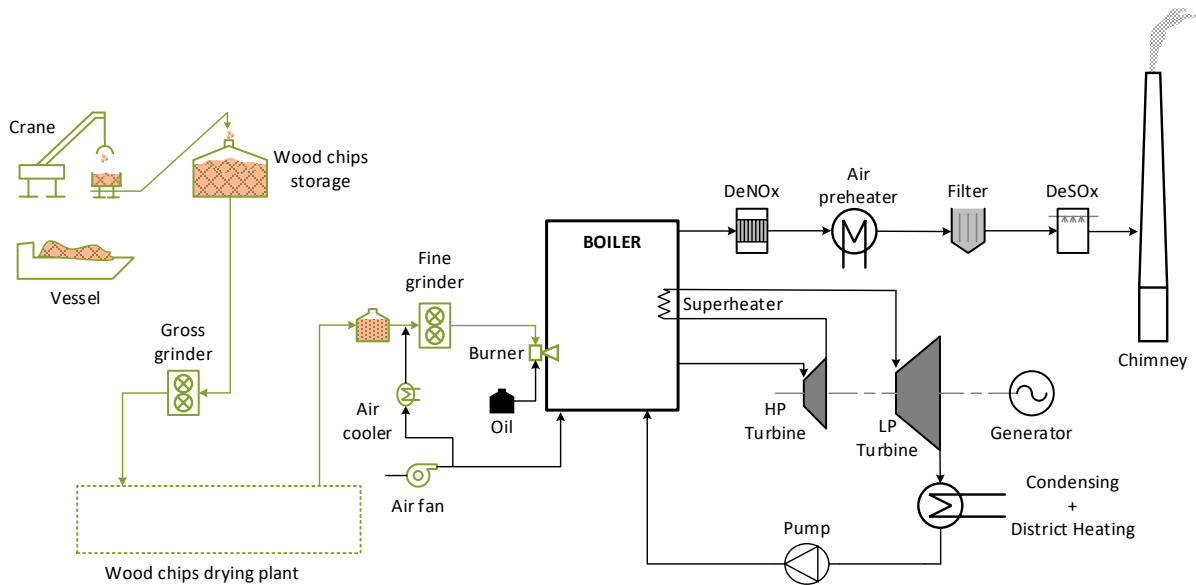 Crane
Wood chips
storage
Vessel
Gross
grinder
Wood chips drying plant
Fine
grinder
Burner
Oil
Air
cooler
Air fan
BOILER
Superheater
DeNOx
Air
preheater
Filter
DeSOx
Chimney
HP
Turbine
LP
Turbine
Generator
Condensing
+
District Heating
Pump